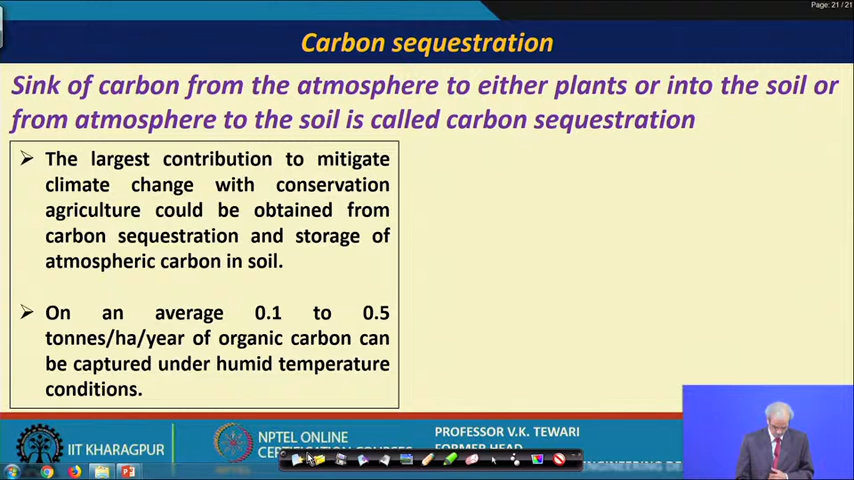 Page: 21 / 21
Carbon sequestration
Sink of carbon from the atmosphere to either plants or into the soil or
from atmosphere to the soil is called carbon sequestration
➢ The largest contribution to mitigate
climate change with conservation
agriculture could be obtained from
carbon sequestration and storage of
atmospheric carbon in soil.
➢ On an average 0.1 to 0.5
tonnes/ha/year of organic carbon can
be captured under humid temperature
conditions.
IIT KHARAGPUR
NPTEL ONLINE
CERTIFICATION COURSES
PROFESSOR V.K. TEWARI
FORMER HEAD